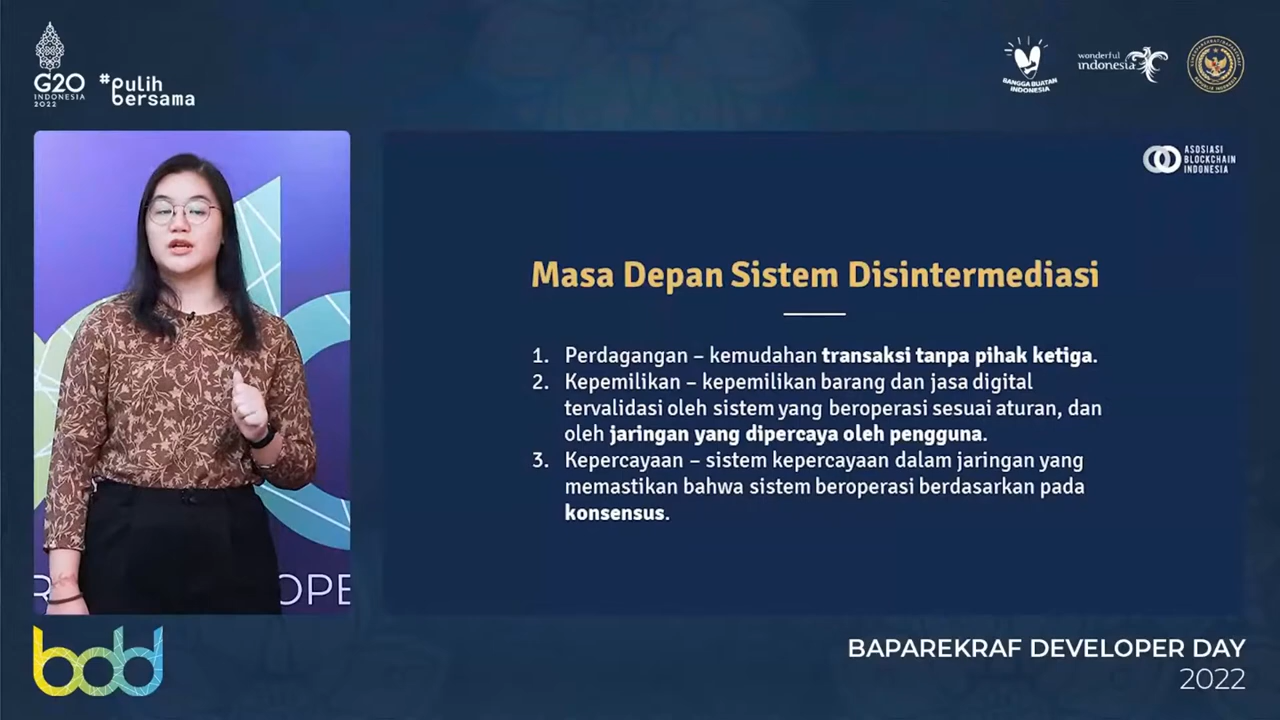 G20
INDONESIA
2022
#pulih
bersama
BANGGA BUATAN
INDONESIA
wonderful
indonesia
ASOSIASI
BLOCKCHAIN
INDONESIA
Masa Depan Sistem Disintermediasi
1. Perdagangan – kemudahan transaksi tanpa pihak ketiga.
2. Kepemilikan – kepemilikan barang dan jasa digital
tervalidasi oleh sistem yang beroperasi sesuai aturan, dan
oleh jaringan yang dipercaya oleh pengguna.
3. Kepercayaan – sistem kepercayaan dalam jaringan yang
memastikan bahwa sistem beroperasi berdasarkan pada
konsensus.
R
OPE
bdd
BAPAREKRAF DEVELOPER DAY
2022